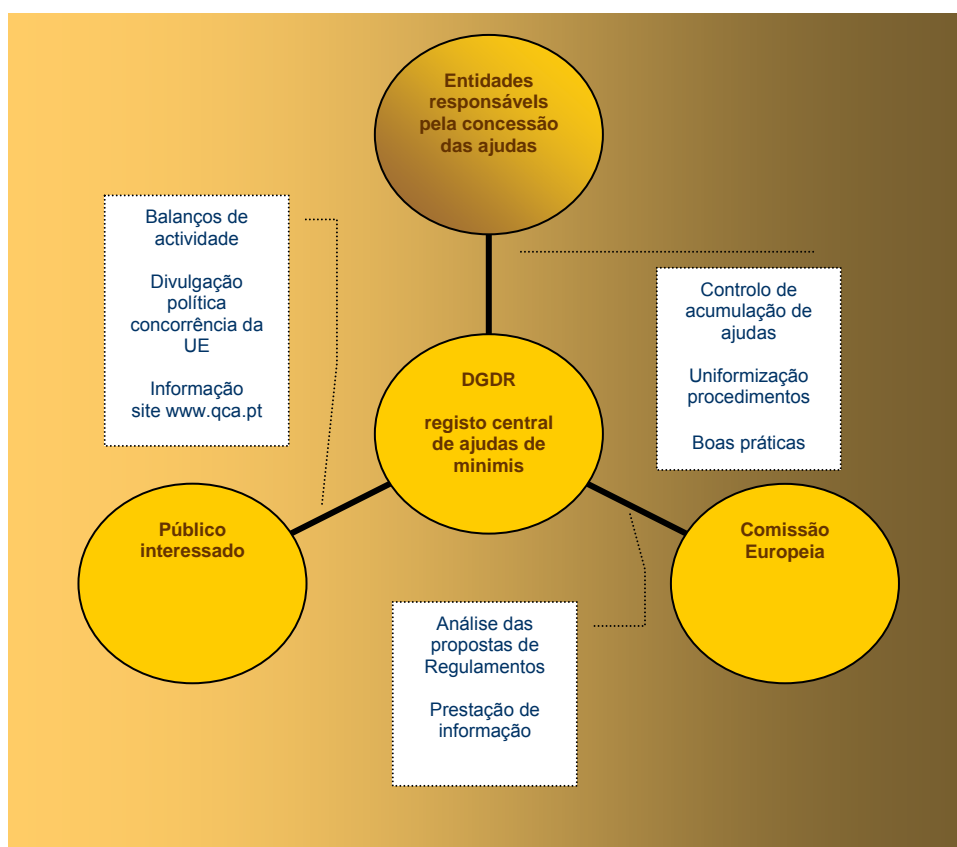 Entidades
responsáveis
pela concessão
das ajudas
Balanços de
actividade
Divulgação
política
concorrência da
UE
Informação
site www.qca.pt
Controlo de
acumulação de
ajudas
Uniformização
procedimentos
Boas práticas
DGDR
registo central
de ajudas de
minimis
Público
interessado
Comissão
Europeia
Análise das
propostas de
Regulamentos
Prestação de
informação